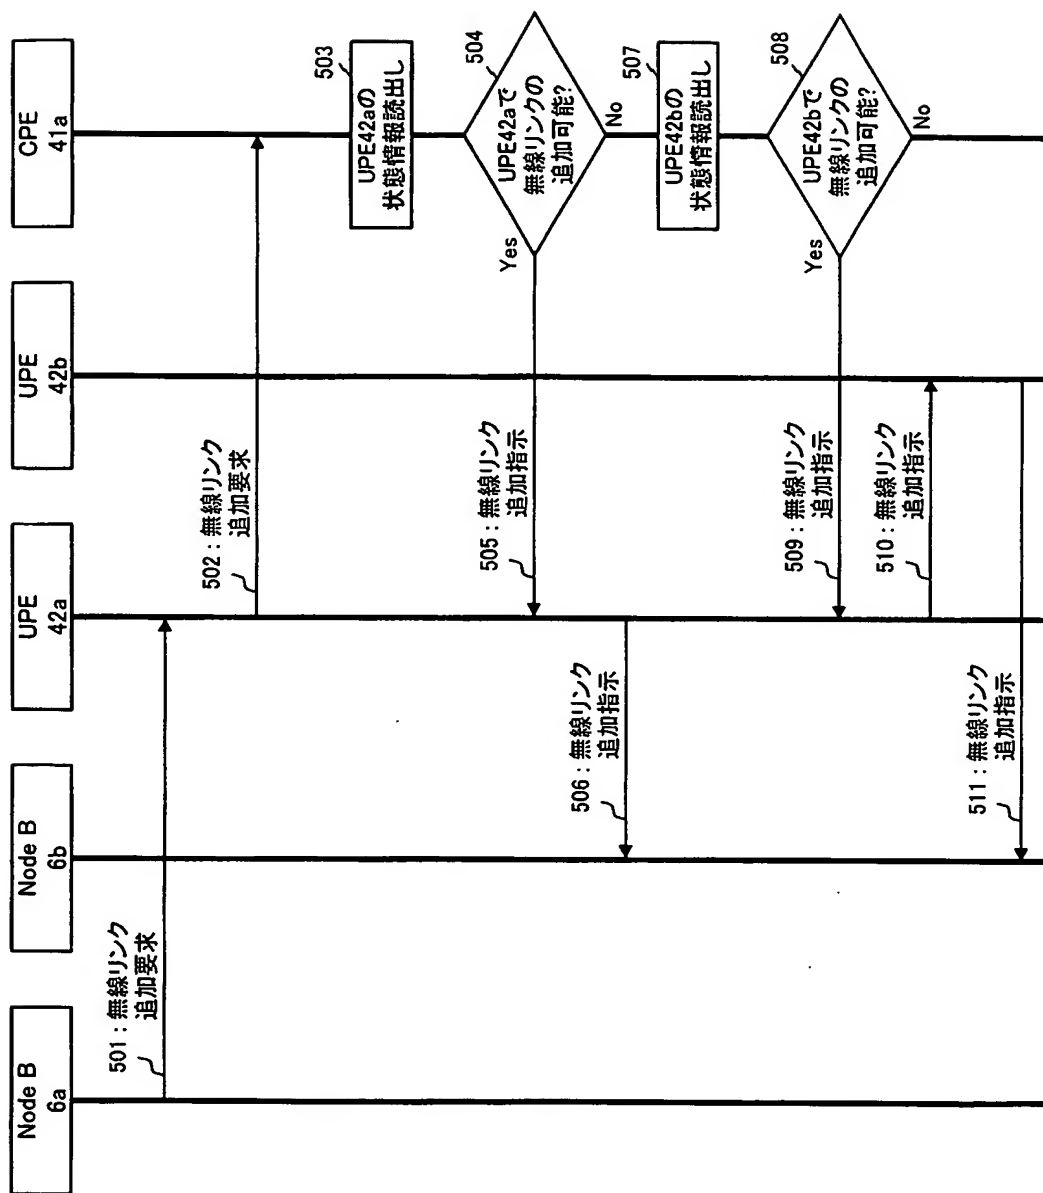 Node B
6a
Node B
6b
UPE
42a
UPE
42b
CPE
41a
501：無線リンク
追加要求
502：無線リンク
追加要求
503
UPE42aの
状態情報読出し
504
UPE42aで
無線リンクの
追加可能?
Yes
No
505：無線リンク
追加指示
506：無線リンク
追加指示
507
UPE42bの
状態情報読出し
508
UPE42bで
無線リンクの
追加可能?
Yes
No
509：無線リンク
追加指示
510：無線リンク
追加指示
511：無線リンク
追加指示